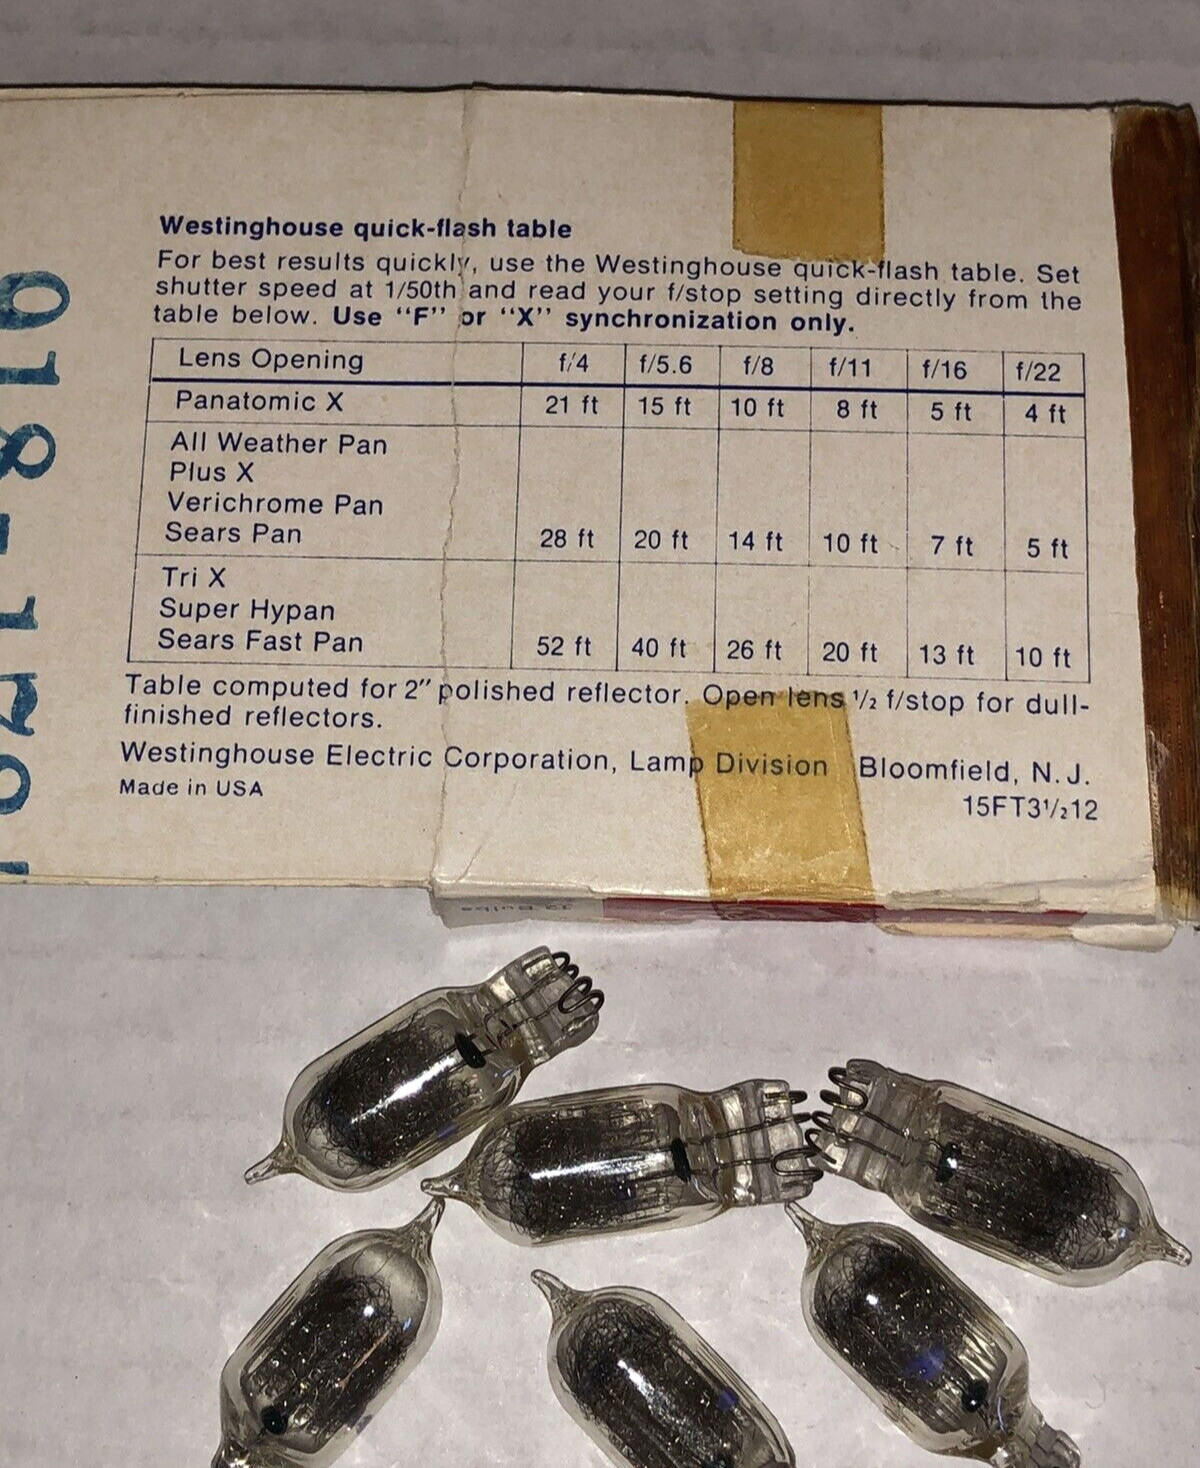 Westinghouse quick-flash table
For best results quickly, use the Westinghouse quick-flash table. Set
shutter speed at 1/50th and read your f/stop setting directly from the
table below. Use "F" or "X" synchronization only.
Lens Opening f/4 f/5.6 f/8 f/11 f/16 f/22
Panatomic X 21 ft 15 ft 10 ft 8 ft 5 ft 4 ft
All Weather Pan
Plus X
Verichrome Pan
Sears Pan 28 ft 20 ft 14 ft 10 ft 7 ft 5 ft
Tri X
Super Hypan
Sears Fast Pan 52 ft 40 ft 26 ft 20 ft 13 ft 10 ft
Table computed for 2" polished reflector. Open lens 1/2 f/stop for dull-
finished reflectors.
Westinghouse Electric Corporation, Lamp Division Bloomfield, N. J.
Made in USA
15FT3 1/2 12
12 Bulbs